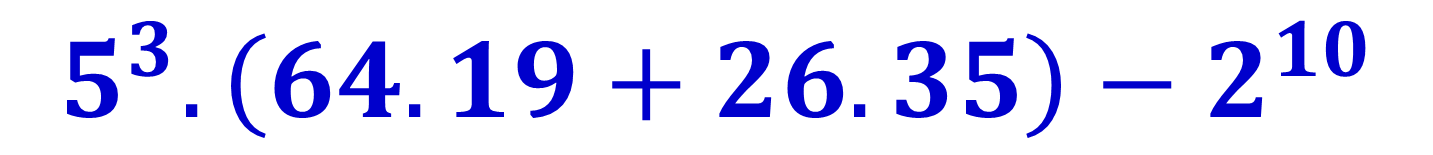 5³.(64.19 + 26.35) − 2¹⁰